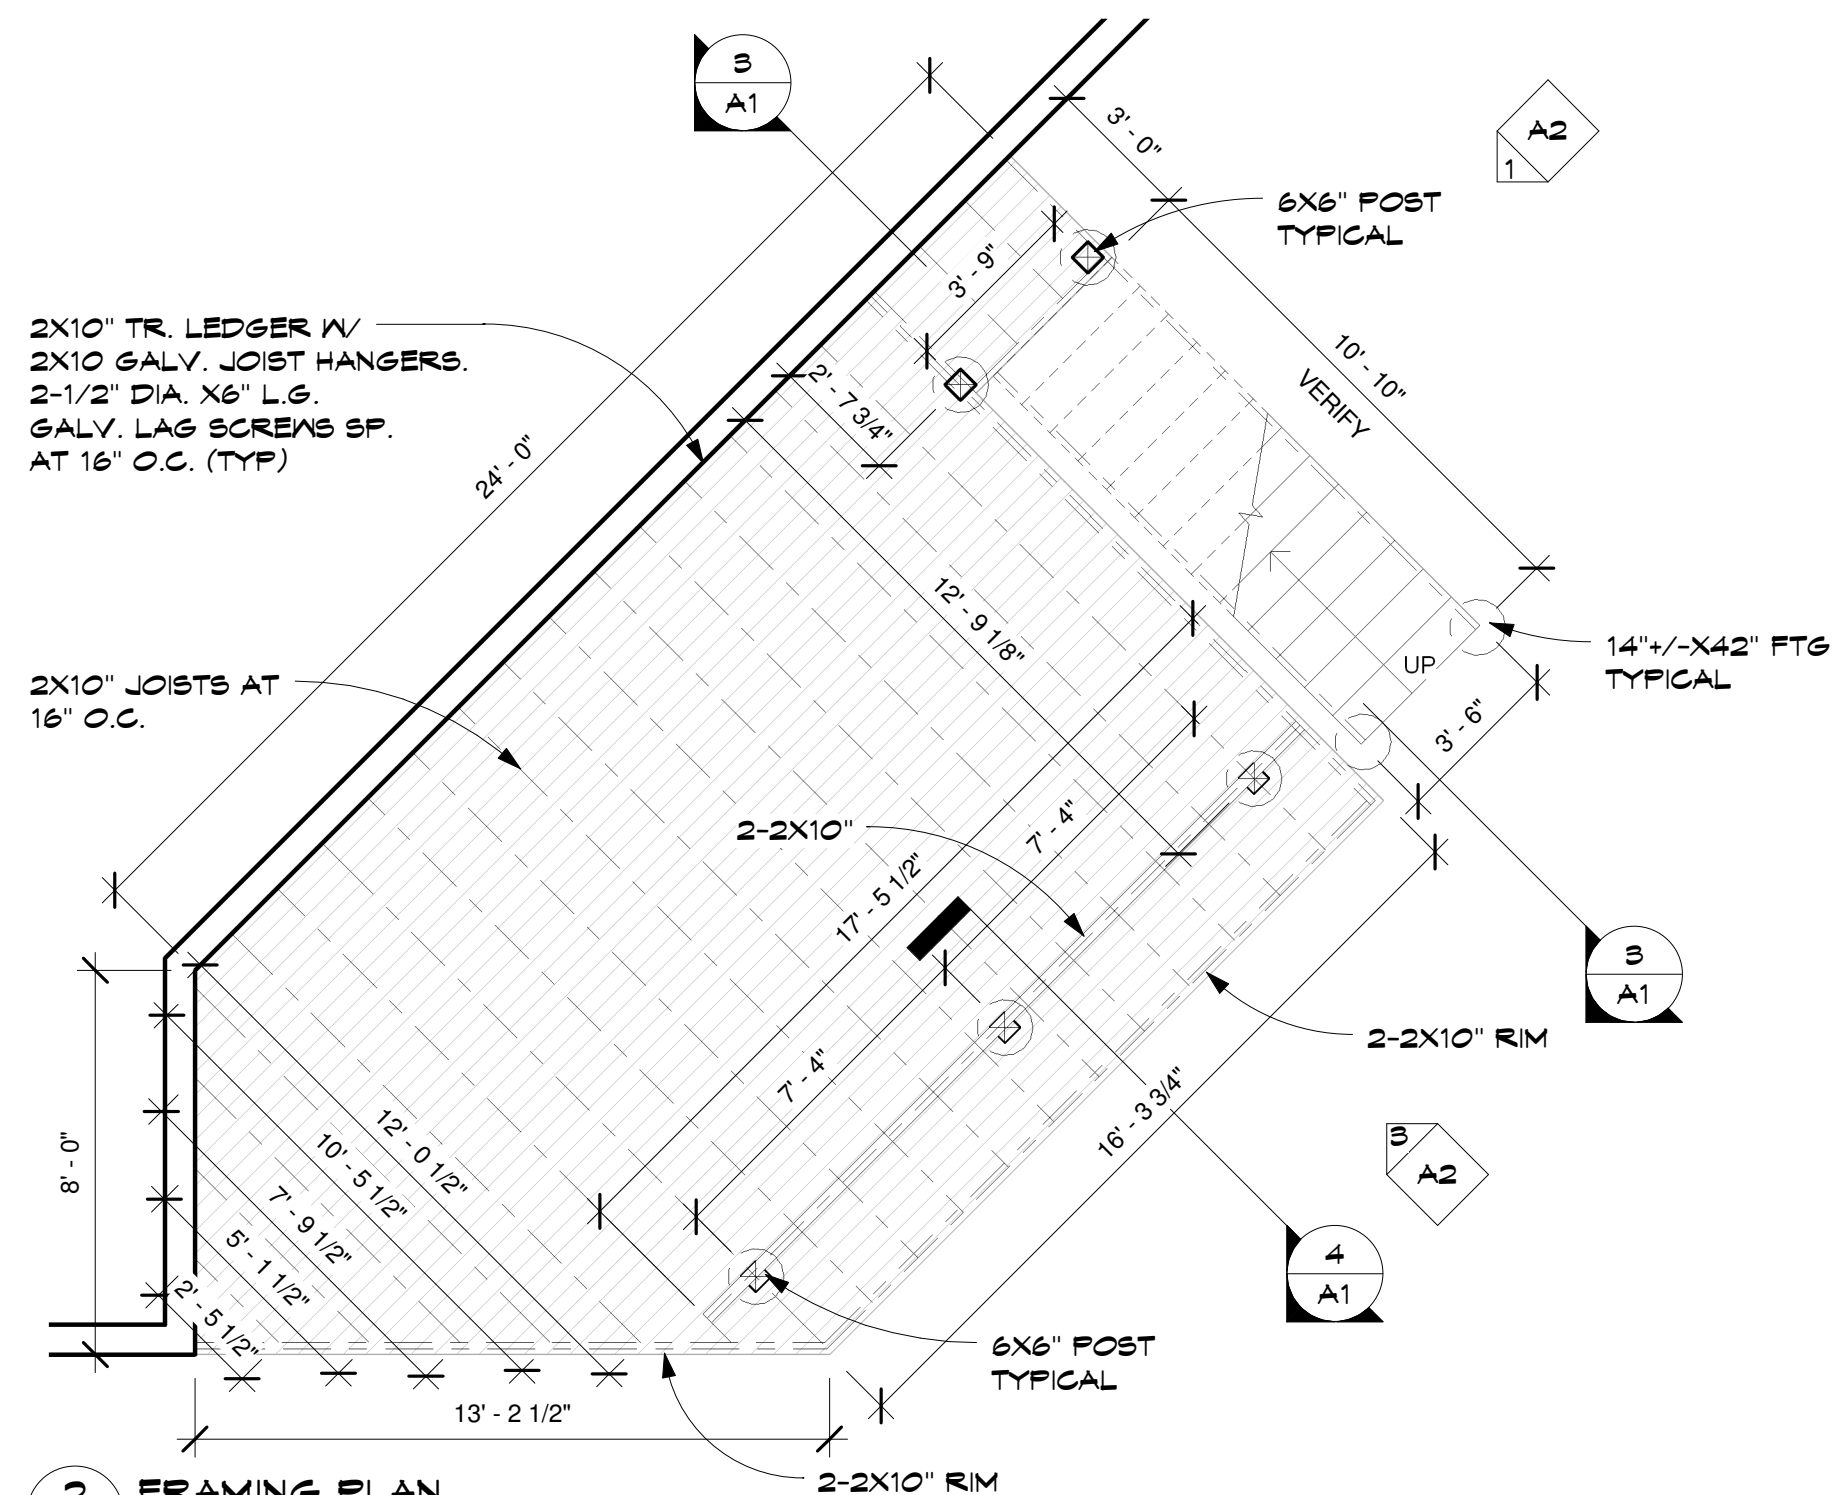 3
A1
3' - 0"
A2
1
6X6" POST
TYPICAL
3' - 9"
2X10" TR. LEDGER W/
2X10 GALV. JOIST HANGERS.
2-1/2" DIA. X6" L.G.
GALV. LAG SCREWS SP.
AT 16" O.C. (TYP)
10' - 10"
VERIFY
2' - 7 3/4"
24' - 0"
12' - 9 1/8"
14"+/-X42" FTG
TYPICAL
UP
2X10" JOISTS AT
16" O.C.
3' - 6"
2-2X10"
7' - 4"
17' - 5 1/2"
3
A1
2-2X10" RIM
7' - 4"
16' - 3 3/4"
8' - 0"
12' - 0 1/2"
10' - 5 1/2"
7' - 9 1/2"
5' - 1 1/2"
2' - 5 1/2"
3
A2
4
A1
6X6" POST
TYPICAL
13' - 2 1/2"
2-2X10" RIM
FRAMING PLAN